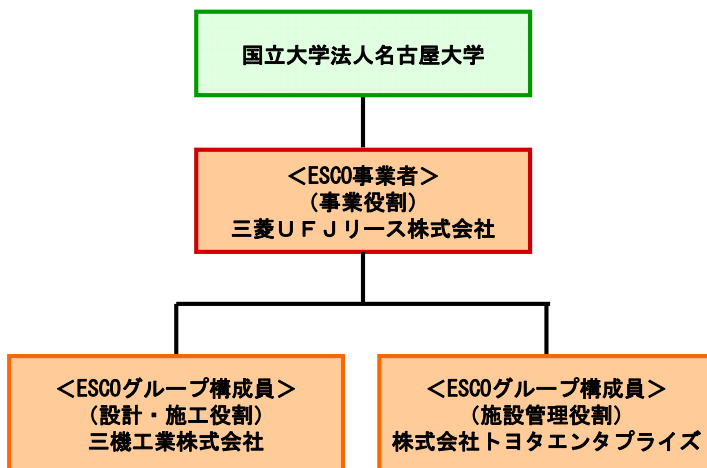 国立大学法人名古屋大学
＜ESCO事業者＞
（事業役割）
三菱ＵＦＪリース株式会社
＜ESCOグループ構成員＞
（設計・施工役割）
三機工業株式会社
＜ESCOグループ構成員＞
（施設管理役割）
株式会社トヨタエンタプライズ